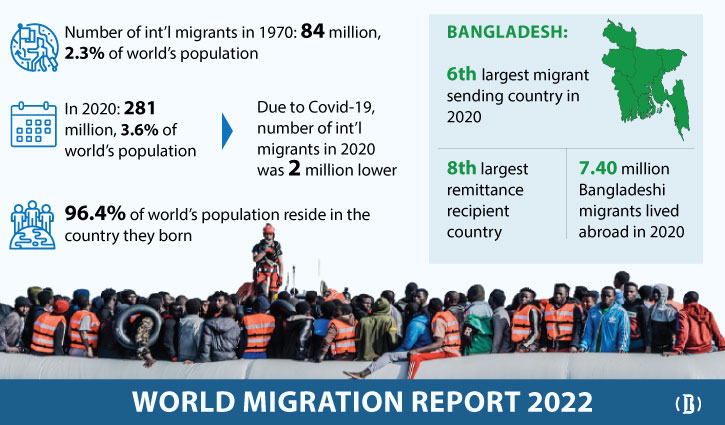 Number of int'l migrants in 1970: 84 million,
2.3% of world's population
In 2020: 281
million, 3.6% of
world's population
Due to Covid-19,
number of int'l
migrants in 2020
was 2 million lower
96.4% of world's population reside in the
country they born
BANGLADESH:
6th largest migrant
sending country in
2020
8th largest
remittance
recipient
country
7.40 million
Bangladeshi
migrants lived
abroad in 2020
WORLD MIGRATION REPORT 2022